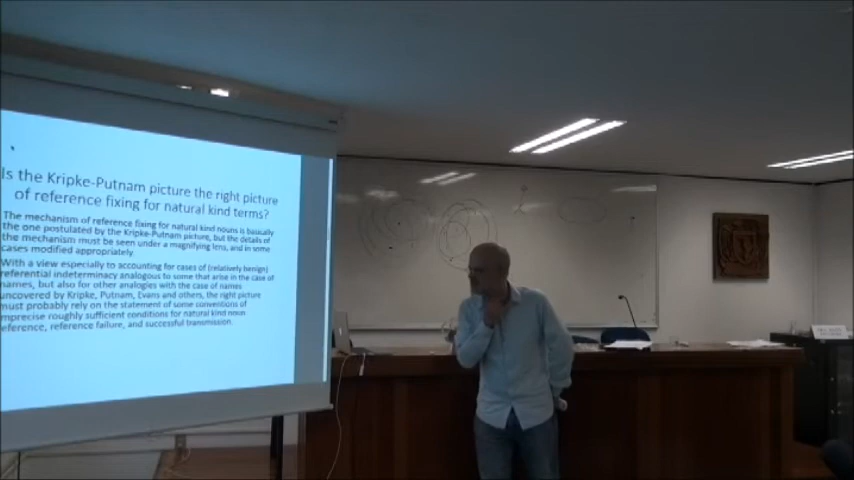 Is the Kripke-Putnam picture the right picture
of reference fixing for natural kind terms?
The mechanism of reference fixing for natural kind nouns is basically
the one postulated by the Kripke-Putnam picture, but the details of
the mechanism must be seen under a magnifying lens, and in some
cases modified appropriately.
With a view especially to accounting for cases of (relatively benign)
referential indeterminacy analogous to some that arise in the case of
names, but also for other analogies with the case of names
uncovered by Kripke, Putnam, Evans and others, the right picture
must probably rely on the statement of some conventions of
mprecise roughly sufficient conditions for natural kind noun
eference, reference failure, and successful transmission.